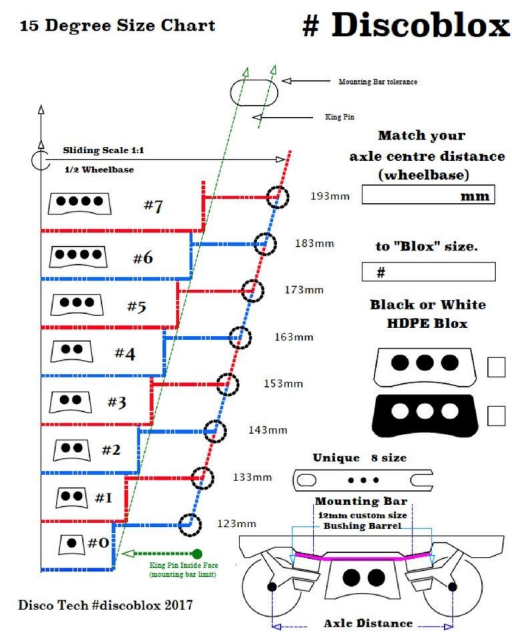 15 Degree Size Chart
# Discoblox
Mounting Bar tolerance
King Pin
Sliding Scale 1:1
1/2 Wheelbase
Match your
axle centre distance
(wheelbase)
mm
to "Blox" size.
#
Black or White
HDPE Blox
#7
193mm
#6
183mm
#5
173mm
#4
163mm
#3
153mm
#2
143mm
#1
133mm
#0
123mm
Unique 8 size
Mounting Bar
12mm custom size
Bushing Barrel
King Pin Inside Face
(mounting bar limit)
Disco Tech #discoblox 2017
Axle Distance